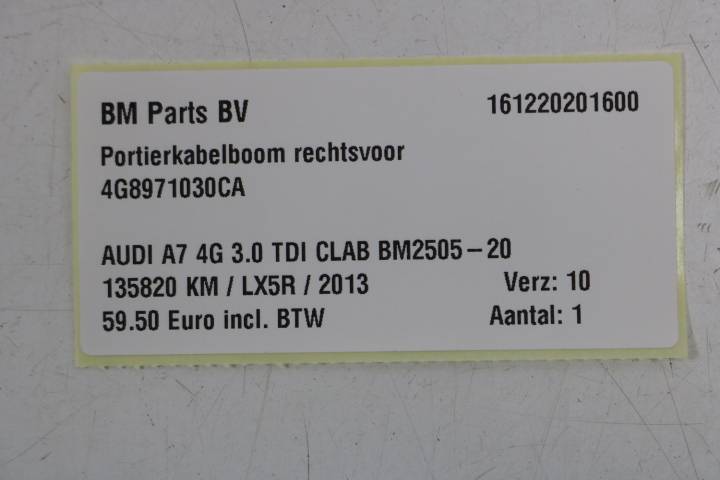 BM Parts BV 161220201600
Portierkabelboom rechtsvoor
4G8971030CA
AUDI A7 4G 3.0 TDI CLAB BM2505-20
135820 KM / LX5R / 2013 Verz: 10
59.50 Euro incl. BTW Aantal: 1